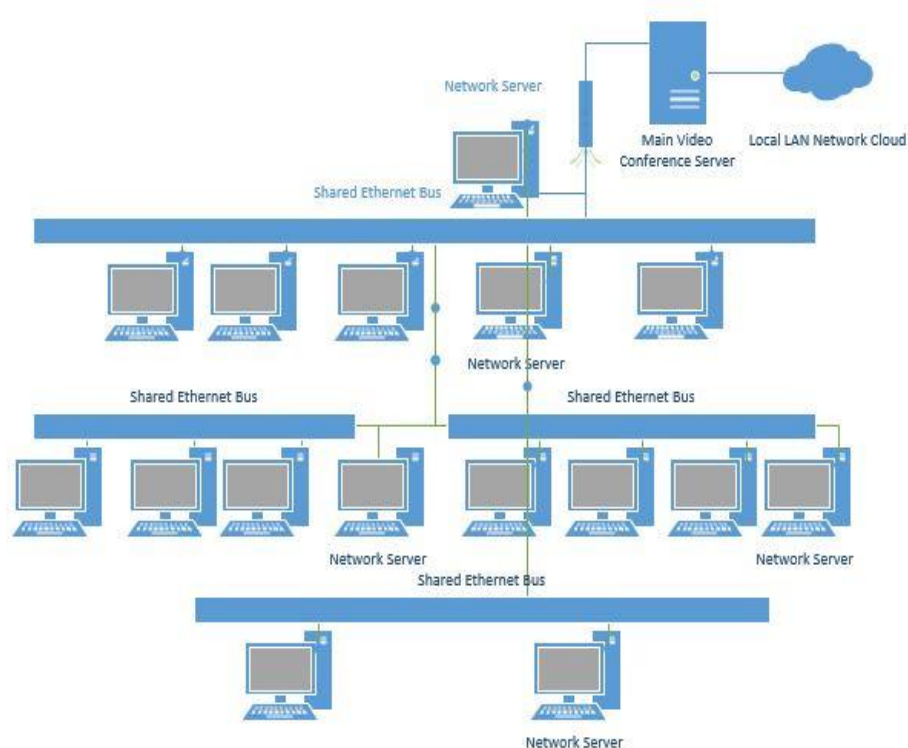 Network Server
Main Video
Conference Server
Local LAN Network Cloud
Shared Ethernet Bus
Network Server
Shared Ethernet Bus
Shared Ethernet Bus
Network Server
Network Server
Shared Ethernet Bus
Network Server